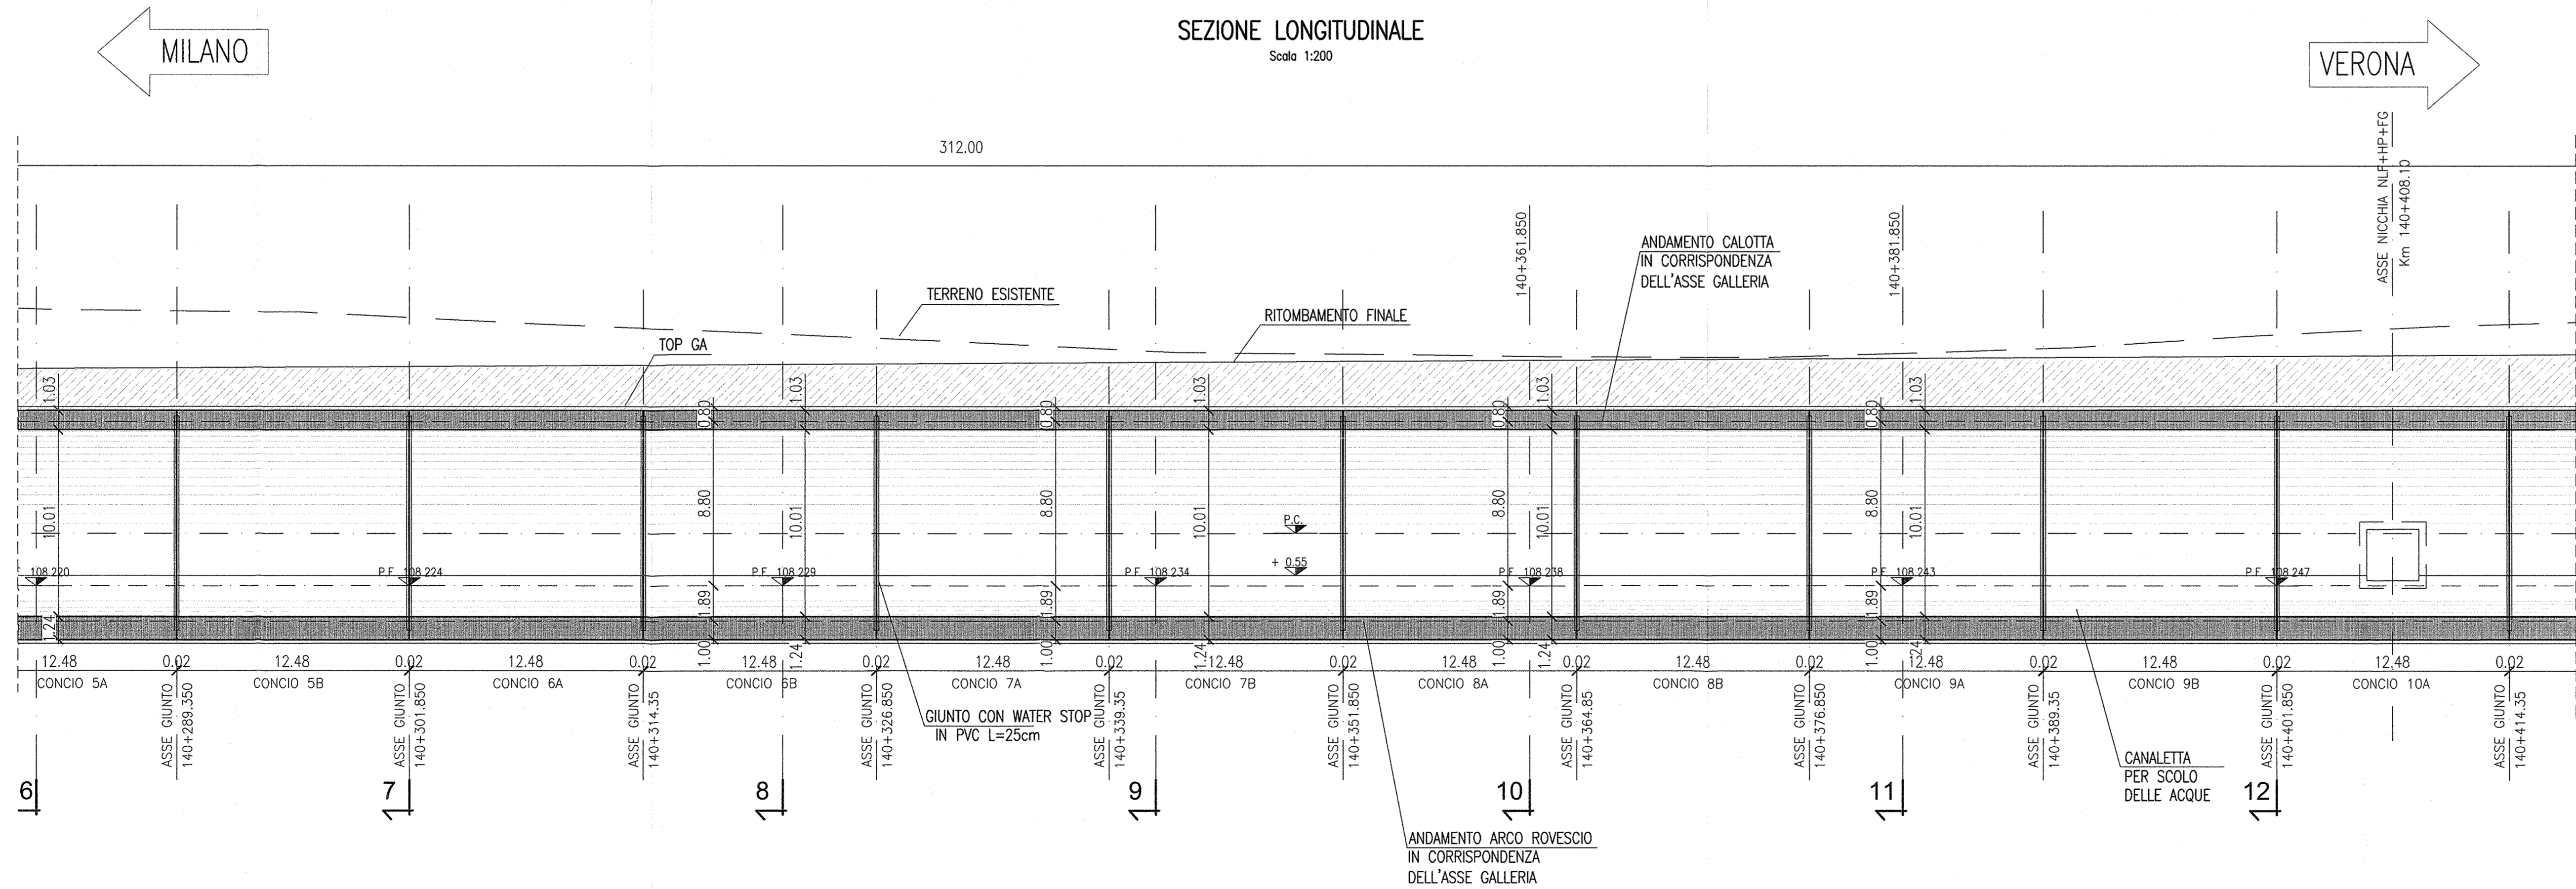 SEZIONE LONGITUDINALE
Scala 1:200
MILANO
VERONA
312.00
ASSE NICCHIA NLF+HP+FG
Km 140+408.10
140+361.850
140+381.850
ANDAMENTO CALOTTA
IN CORRISPONDENZA
DELL'ASSE GALLERIA
TERRENO ESISTENTE
RITOMBAMENTO FINALE
TOP GA
1.03
1.03
1.03
1.03
1.03
0.80
0.80
0.80
0.80
10.01
8.80
10.01
8.80
10.01
8.80
10.01
8.80
10.01
P.C.
+ 0.55
108.220
P.F. 108.224
P.F. 108.229
P.F. 108.234
P.F. 108.238
P.F. 108.243
P.F. 108.247
1.89
1.89
1.89
1.89
1.24
1.00
1.24
1.00
1.24
1.00
1.24
1.00
1.24
12.48 0.02 12.48 0.02 12.48 0.02 12.48 0.02 12.48 0.02 12.48 0.02 12.48 0.02 12.48 0.02 12.48 0.02 12.48 0.02 12.48 0.02
CONCIO 5A CONCIO 5B CONCIO 6A CONCIO 6B CONCIO 7A CONCIO 7B CONCIO 8A CONCIO 8B CONCIO 9A CONCIO 9B CONCIO 10A
ASSE GIUNTO
140+289.350
ASSE GIUNTO
140+301.850
ASSE GIUNTO
140+314.35
ASSE GIUNTO
140+326.850
ASSE GIUNTO
140+339.35
ASSE GIUNTO
140+351.850
ASSE GIUNTO
140+364.85
ASSE GIUNTO
140+376.850
ASSE GIUNTO
140+389.35
ASSE GIUNTO
140+401.850
ASSE GIUNTO
140+414.35
GIUNTO CON WATER STOP
IN PVC L=25cm
CANALETTA
PER SCOLO
DELLE ACQUE
6 7 8 9 10 11 12
ANDAMENTO ARCO ROVESCIO
IN CORRISPONDENZA
DELL'ASSE GALLERIA